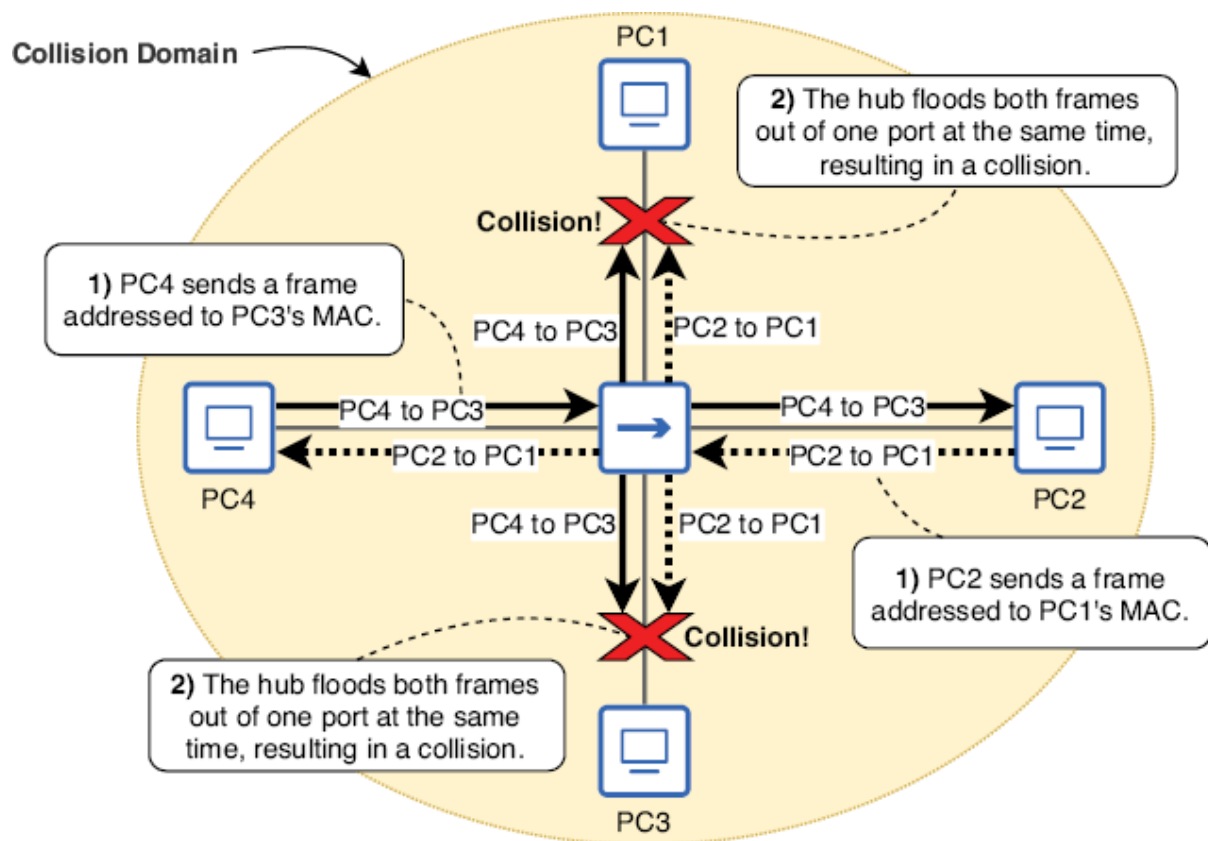 Collision Domain
PC1
2) The hub floods both frames
out of one port at the same time,
resulting in a collision.
Collision!
1) PC4 sends a frame
addressed to PC3's MAC.
PC4 to PC3
PC2 to PC1
PC4 to PC3
PC4 to PC3
PC2 to PC1
PC2 to PC1
PC4
PC2
PC4 to PC3
PC2 to PC1
1) PC2 sends a frame
addressed to PC1's MAC.
Collision!
2) The hub floods both frames
out of one port at the same
time, resulting in a collision.
PC3